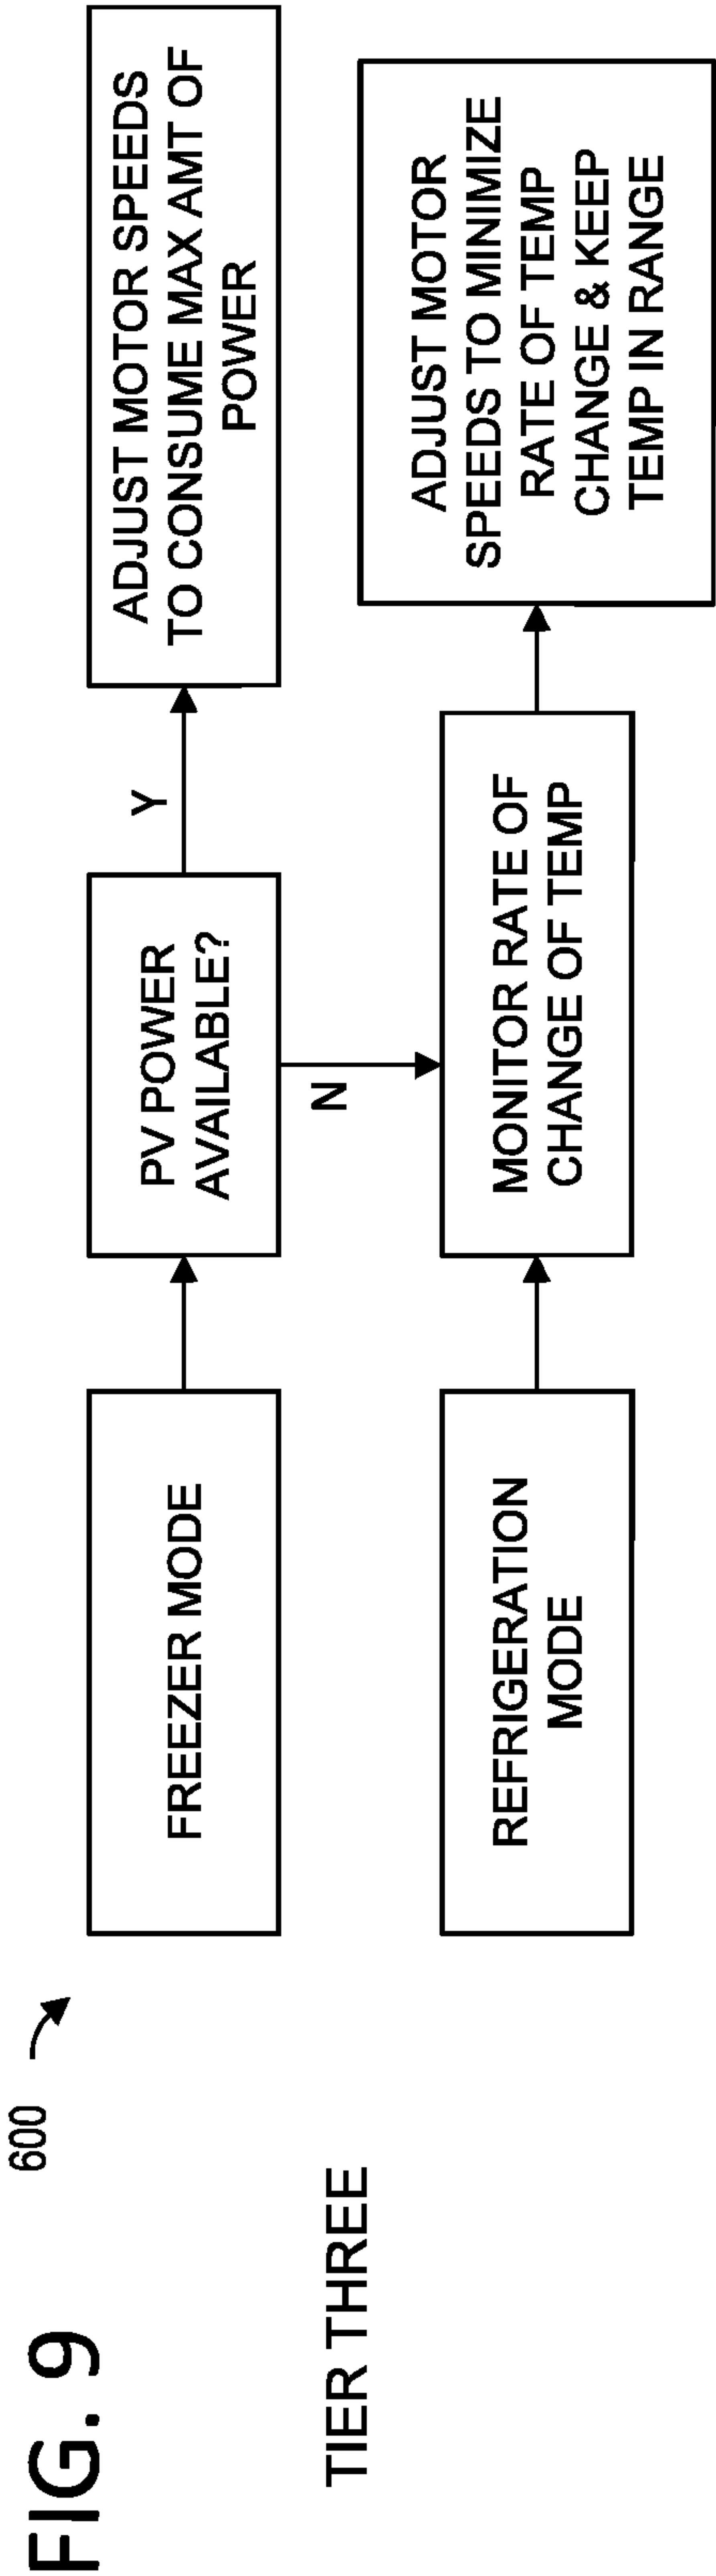 FIG. 9
600
TIER THREE
FREEZER MODE
PV POWER
AVAILABLE?
Y
N
ADJUST MOTOR SPEEDS
TO CONSUME MAX AMT OF
POWER
REFRIGERATION
MODE
MONITOR RATE OF
CHANGE OF TEMP
ADJUST MOTOR
SPEEDS TO MINIMIZE
RATE OF TEMP
CHANGE & KEEP
TEMP IN RANGE